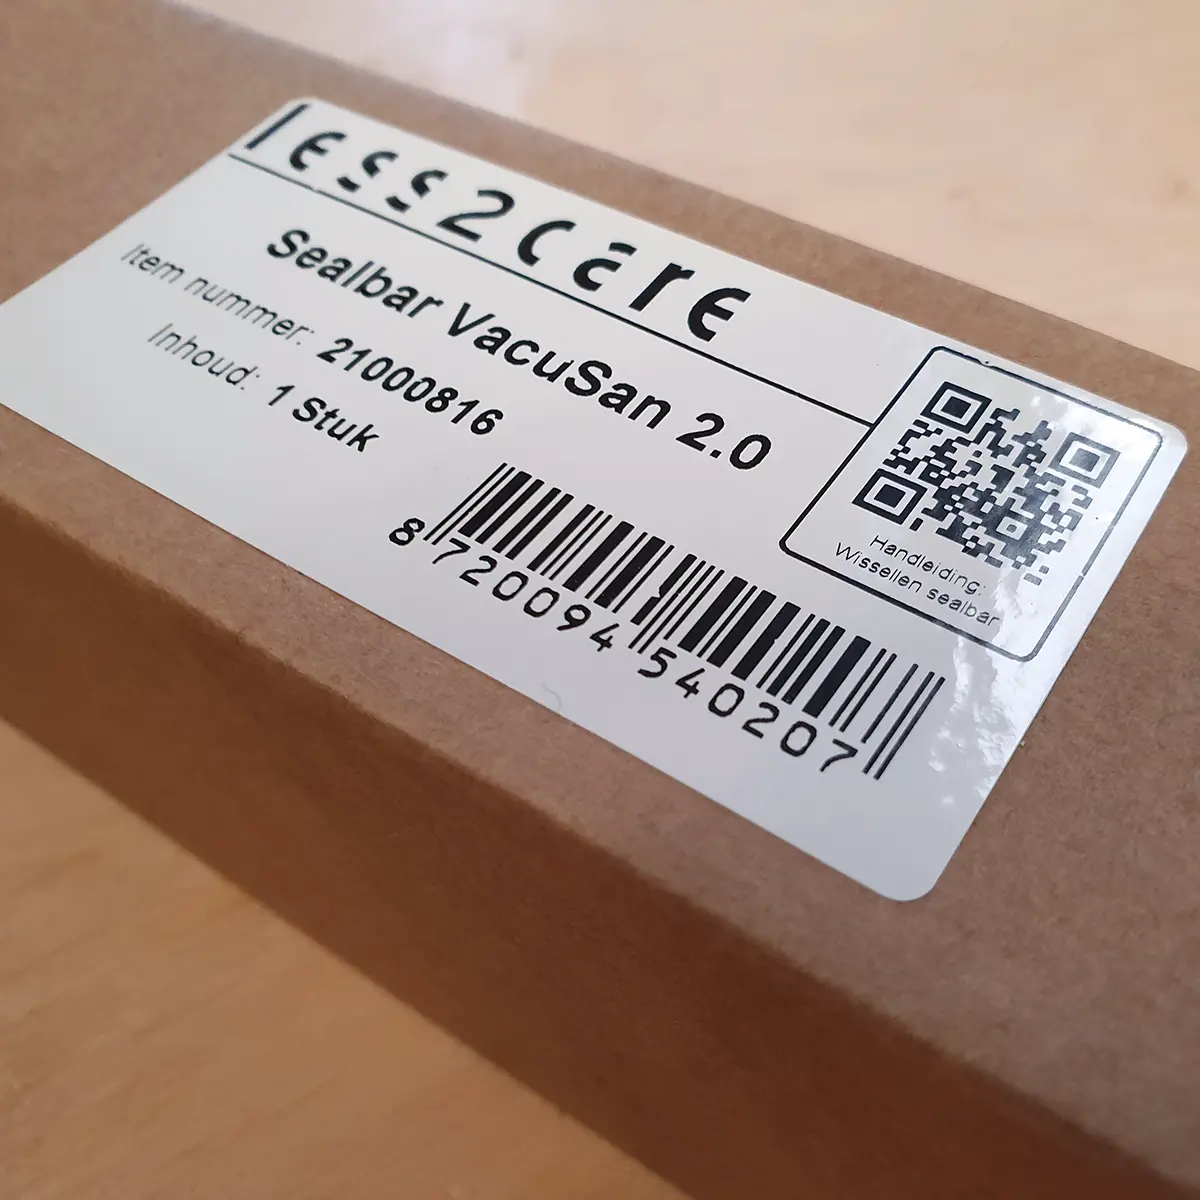 less2care
Sealbar VacuSan 2.0
Item nummer: 21000816
Inhoud: 1 Stuk
8 720094 540207
Handleiding:
Wissellen sealbar